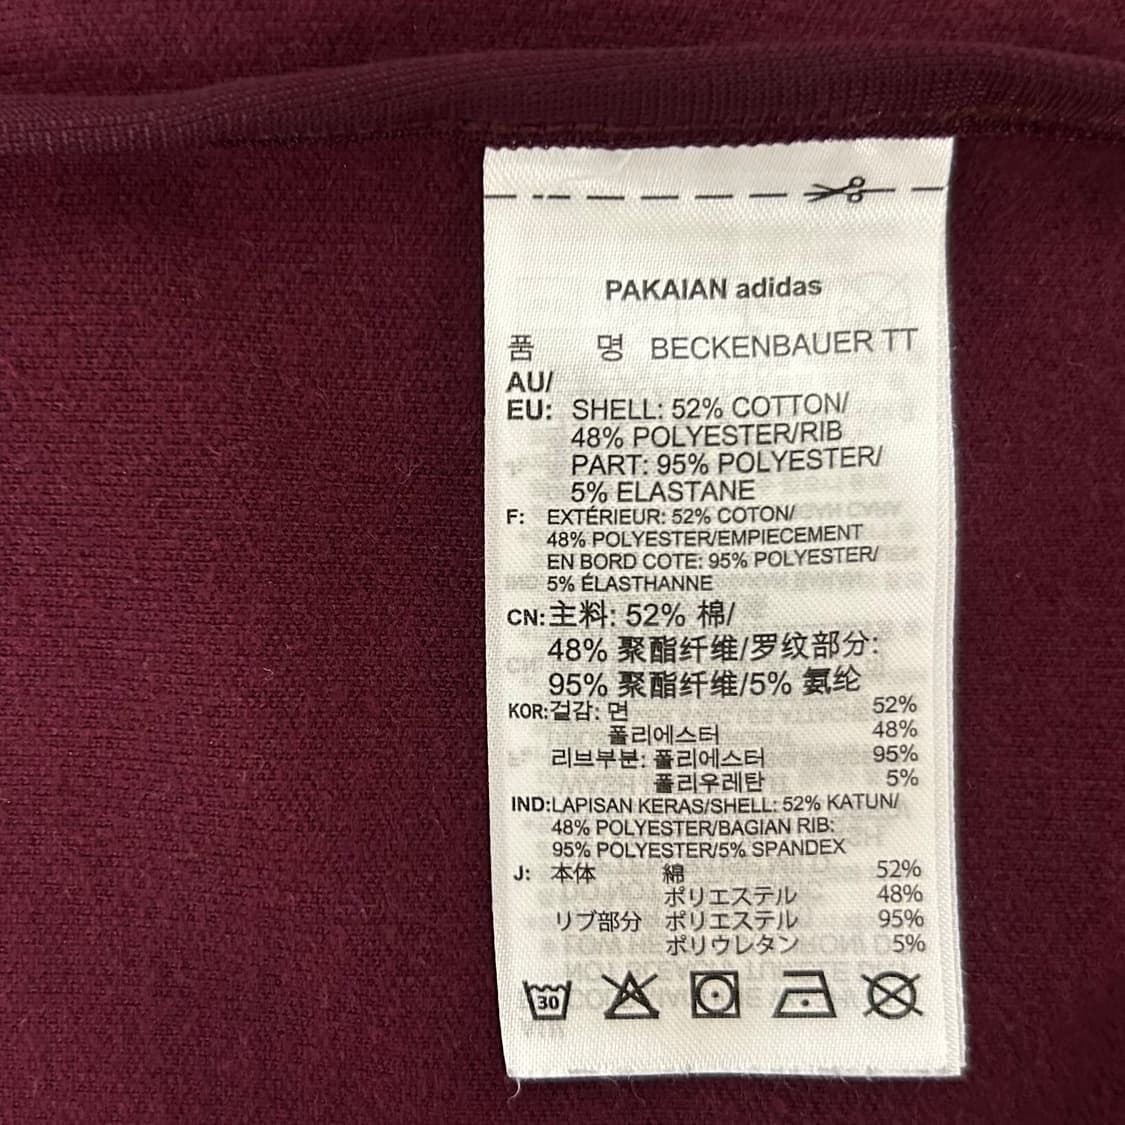 PAKAIAN adidas
품 명 BECKENBAUER TT
AU/
EU: SHELL: 52% COTTON/
48% POLYESTER/RIB
PART: 95% POLYESTER/
5% ELASTANE
F: EXTÉRIEUR: 52% COTON/
48% POLYESTER/EMPIECEMENT
EN BORD COTE: 95% POLYESTER/
5% ÉLASTHANNE
CN: 主料: 52% 棉/
48% 聚酯纤维/罗纹部分:
95% 聚酯纤维/5% 氨纶
KOR: 겉감: 면 52%
폴리에스터 48%
리브부분: 폴리에스터 95%
폴리우레탄 5%
IND: LAPISAN KERAS/SHELL: 52% KATUN/
48% POLYESTER/BAGIAN RIB:
95% POLYESTER/5% SPANDEX
J: 本体 綿 52%
ポリエステル 48%
リブ部分 ポリエステル 95%
ポリウレタン 5%
30